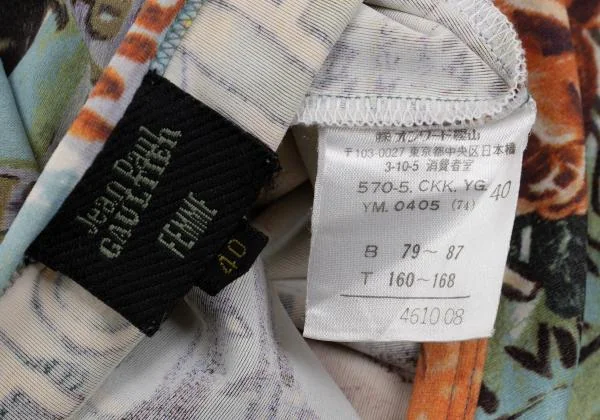 Jean Paul
GAULTIER
FEMME
40
㈱オンワード樫山
〒103-0027 東京都中央区日本橋
3-10-5 消費者室
570-5. CKK. YG.
40
YM. 0405 (74)
B 79～87
T 160～168
4610 08